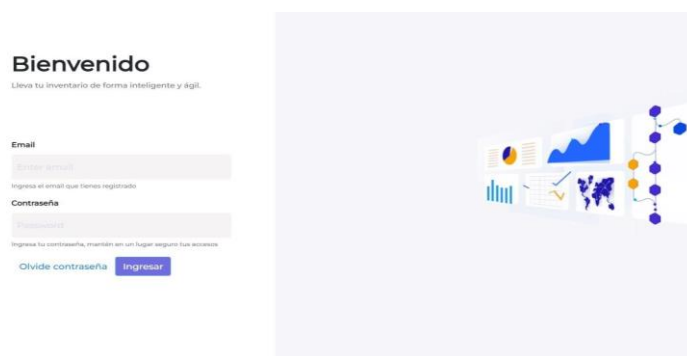 Bienvenido
Lleva tu inventario de forma inteligente y ágil.
Email
Enter email
Ingresa el email que tienes registrado
Contraseña
Password
Ingresa tu contraseña, mantén en un lugar seguro tus accesos
Olvide contraseña
Ingresar